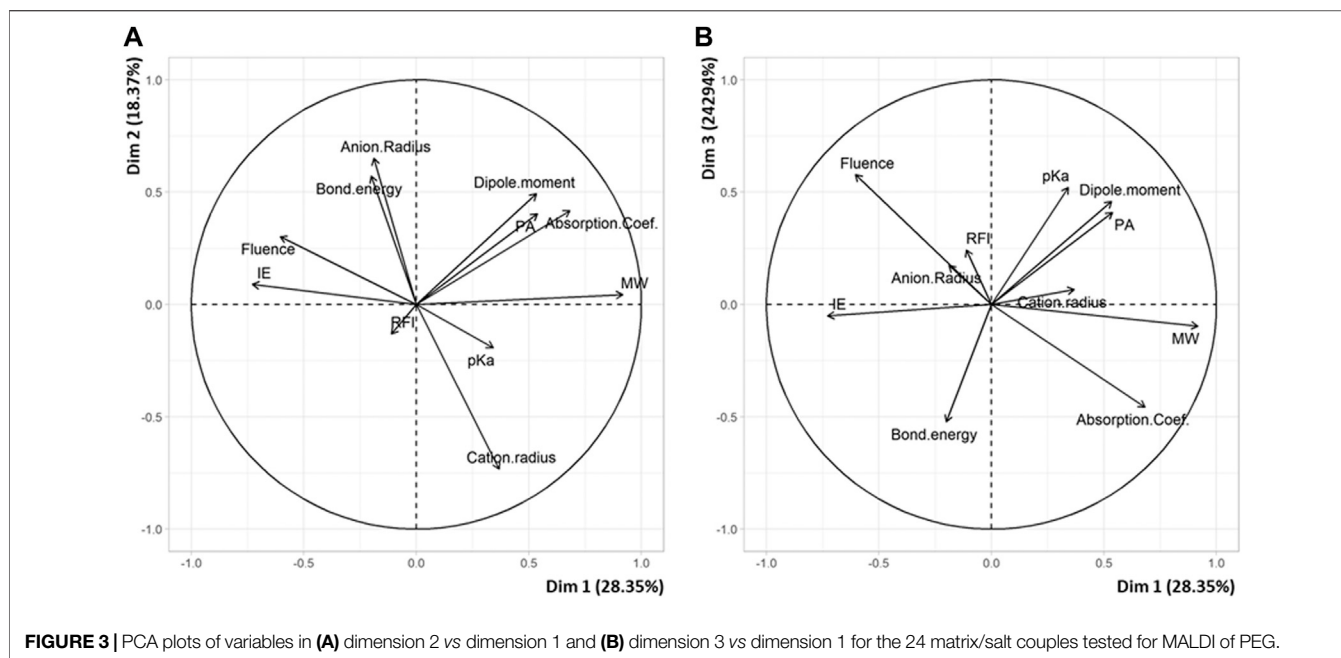 A
Dim 2 (18.37%)
1.0
0.5
0.0
-0.5
-1.0
Anion.Radius
Bond.energy
Dipole.moment
PA
Absorption.Coef.
Fluence
IE
MW
RFI
pKa
Cation.radius
-1.0
-0.5
0.0
0.5
1.0
Dim 1 (28.35%)
B
Dim 3 (24294%)
1.0
0.5
0.0
-0.5
-1.0
Fluence
pKa
Dipole.moment
PA
RFI
Anion.Radius
Cation.radius
IE
MW
Absorption.Coef.
Bond.energy
-1.0
-0.5
0.0
0.5
1.0
Dim 1 (28.35%)
FIGURE 3 | PCA plots of variables in (A) dimension 2 vs dimension 1 and (B) dimension 3 vs dimension 1 for the 24 matrix/salt couples tested for MALDI of PEG.